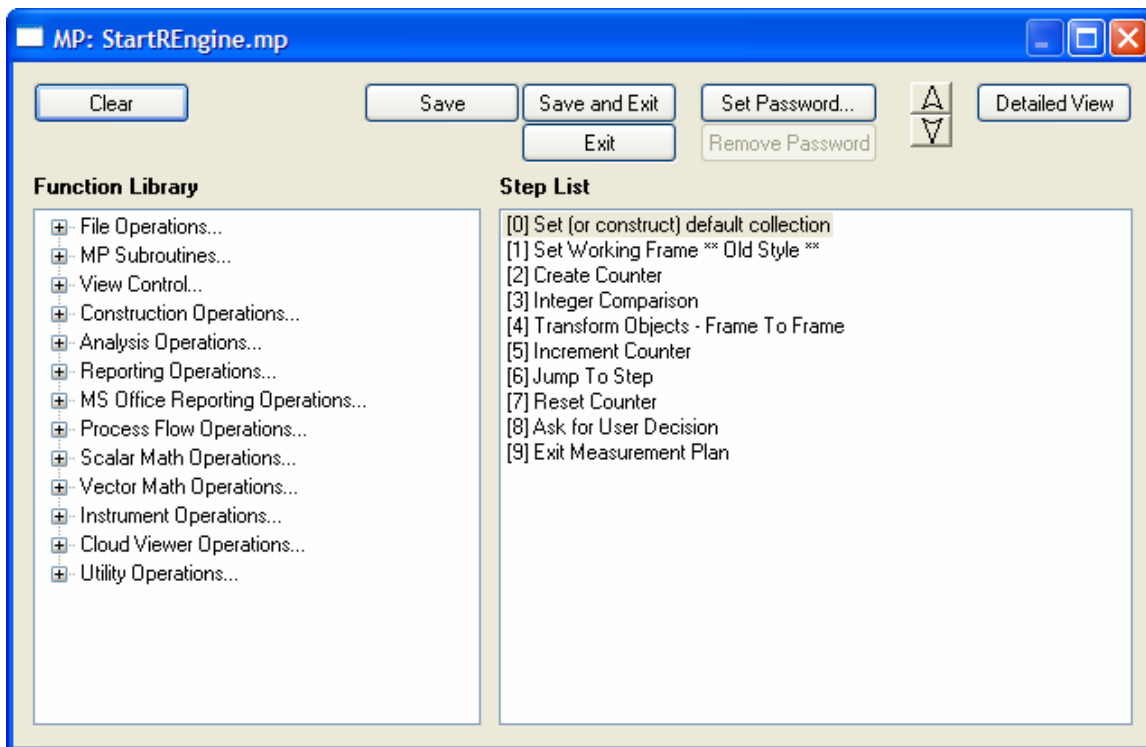 MP: StartREngine.mp
Clear Save Save and Exit Set Password... Detailed View
Exit Remove Password
Function Library
File Operations...
MP Subroutines...
View Control...
Construction Operations...
Analysis Operations...
Reporting Operations...
MS Office Reporting Operations...
Process Flow Operations...
Scalar Math Operations...
Vector Math Operations...
Instrument Operations...
Cloud Viewer Operations...
Utility Operations...
Step List
[0] Set (or construct) default collection
[1] Set Working Frame ** Old Style **
[2] Create Counter
[3] Integer Comparison
[4] Transform Objects - Frame To Frame
[5] Increment Counter
[6] Jump To Step
[7] Reset Counter
[8] Ask for User Decision
[9] Exit Measurement Plan